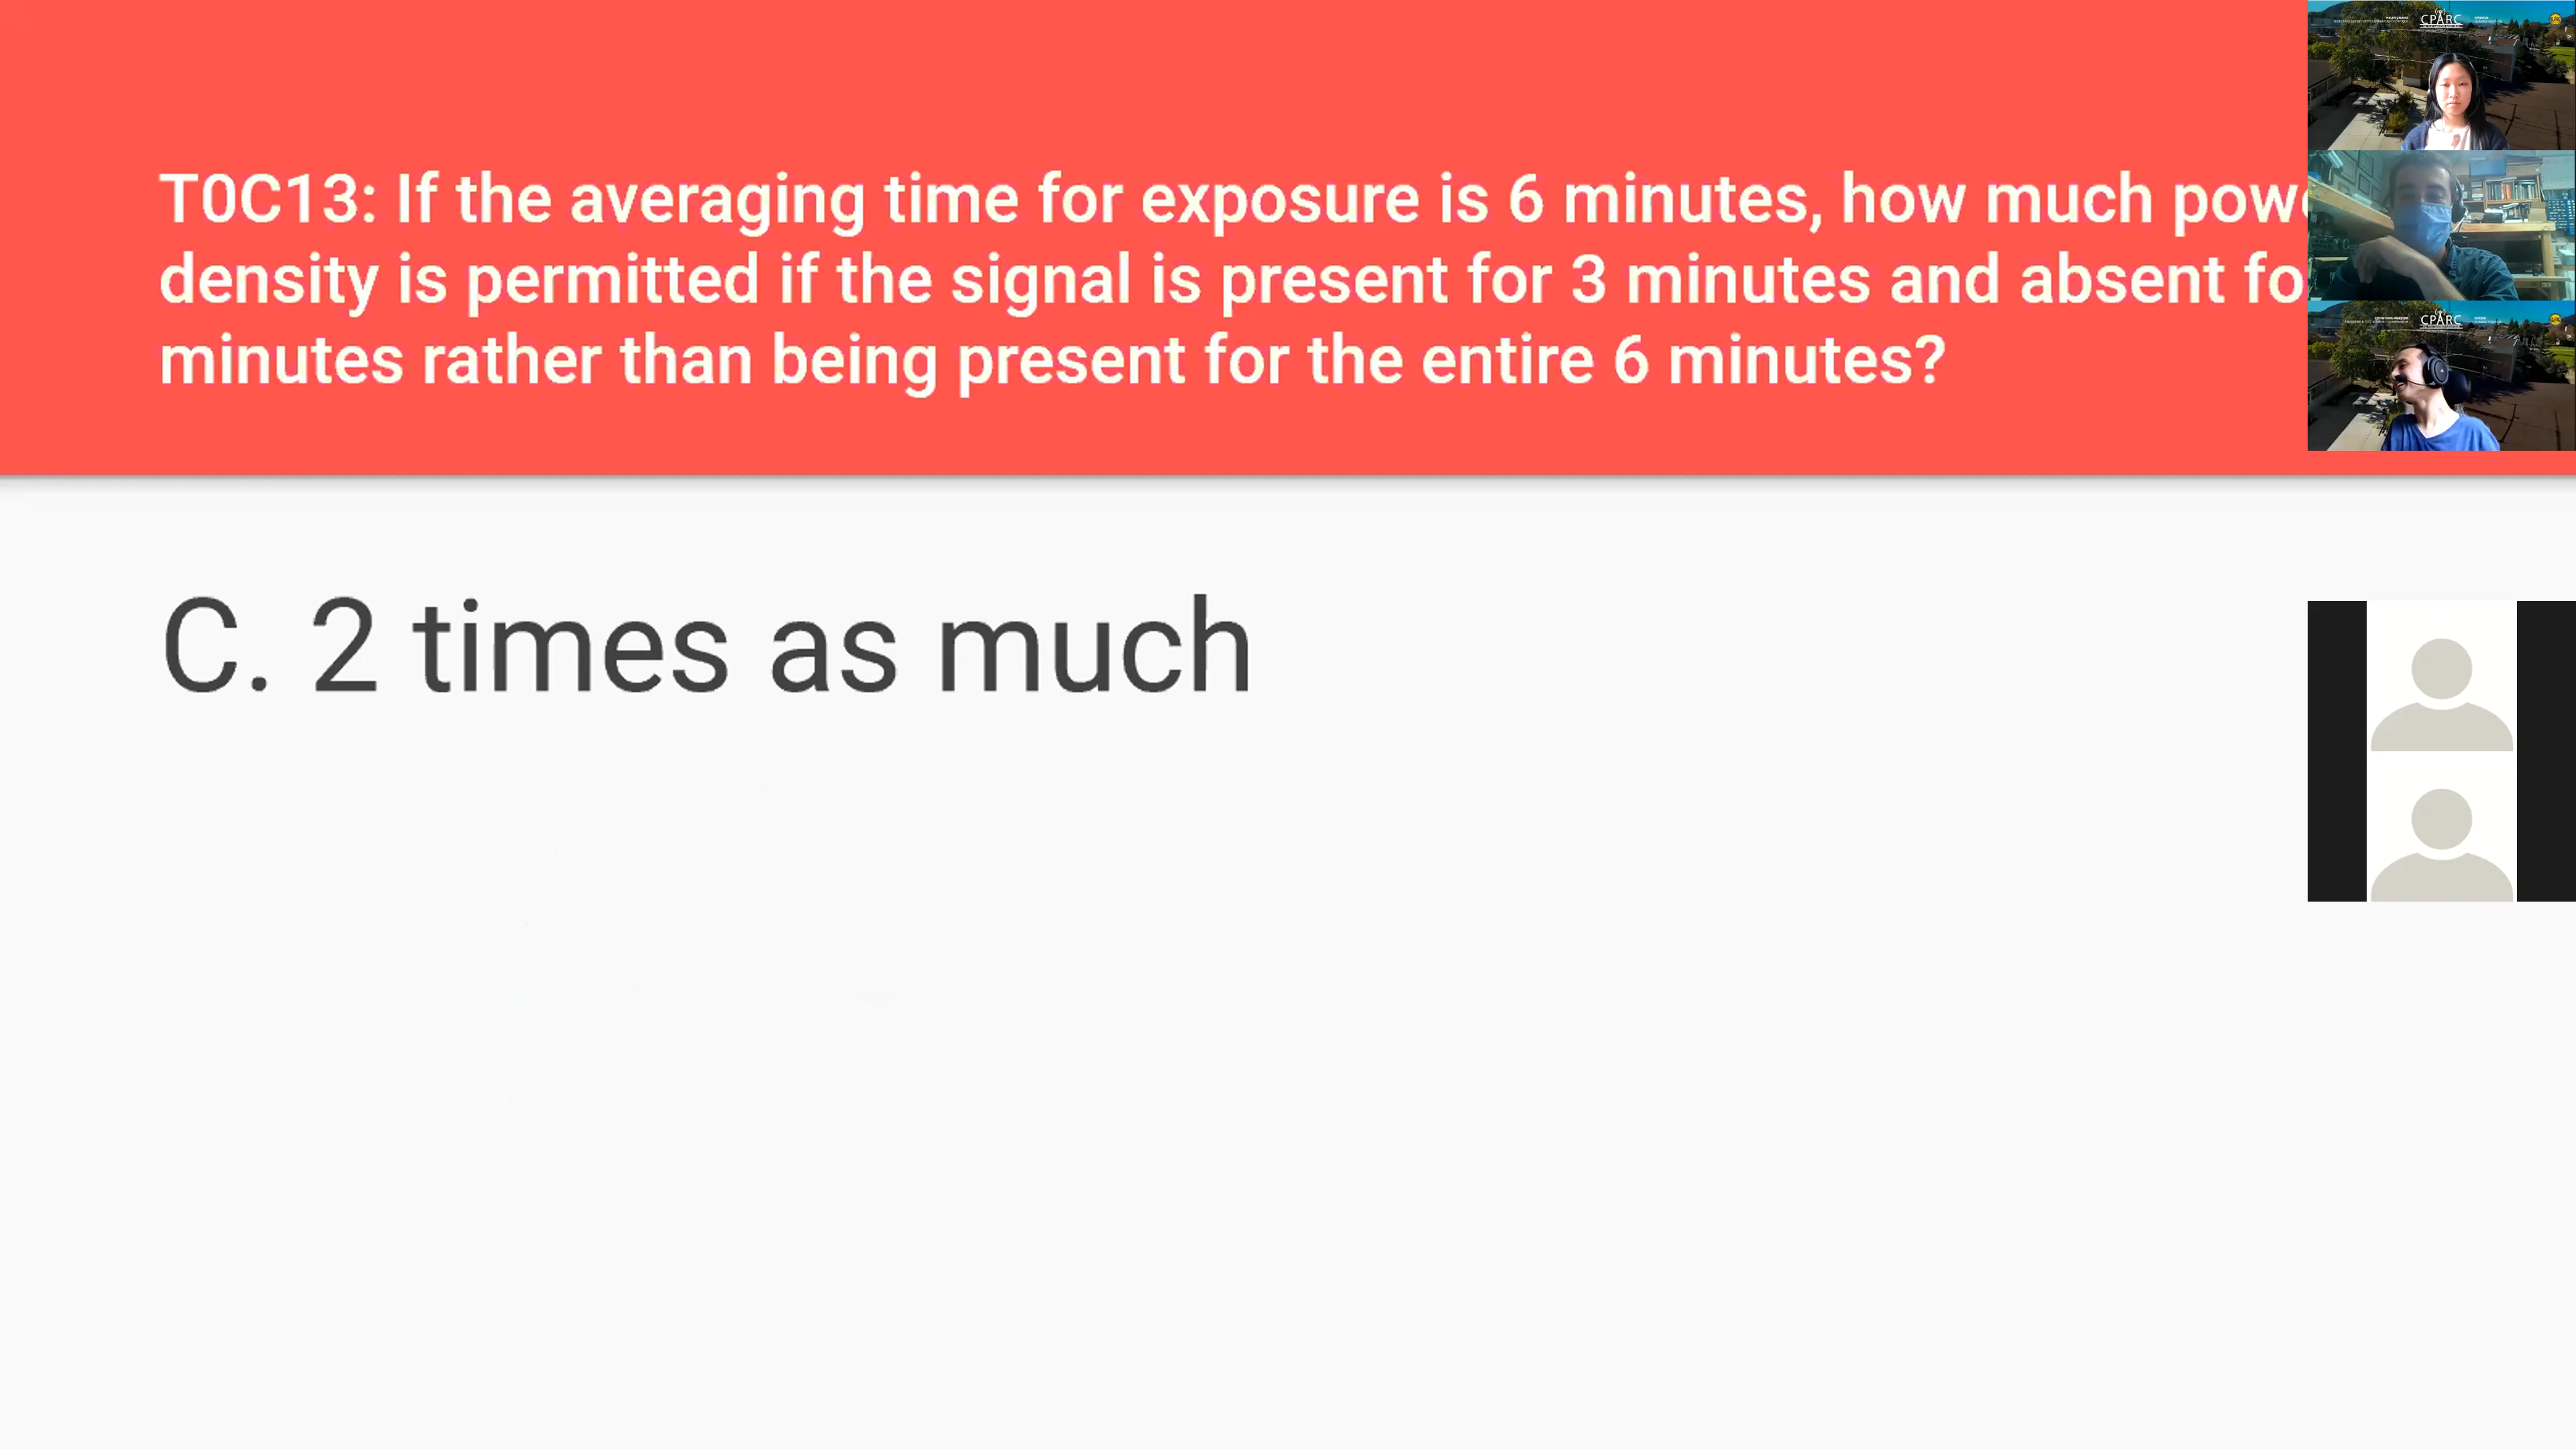 T0C13: If the averaging time for exposure is 6 minutes, how much
density is permitted if the signal is present for 3 minutes and absent
minutes rather than being present for the entire 6 minutes?
C. 2 times as much
CPARC
CPARC